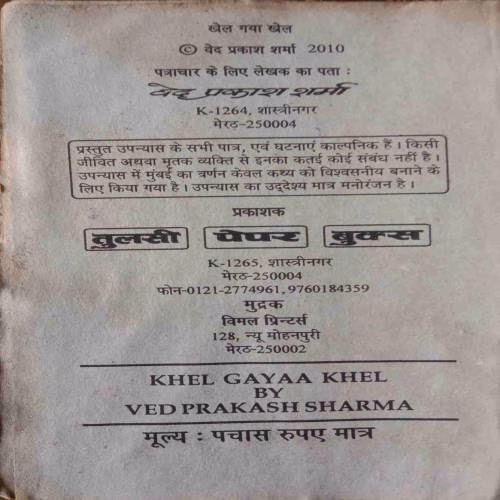 खेल गया खेल
© वेद प्रकाश शर्मा 2010
पत्राचार के लिए लेखक का पता :
वेद प्रकाश शर्मा
K-1264, शास्त्रीनगर
मेरठ-250004
प्रस्तुत उपन्यास के सभी पात्र, एवं घटनाएं काल्पनिक हैं। किसी
जीवित अथवा मृतक व्यक्ति से इनका कतई कोई संबंध नहीं है।
उपन्यास में मुंबई का वर्णन केवल कथ्य को विश्वसनीय बनाने के
लिए किया गया है। उपन्यास का उद्देश्य मात्र मनोरंजन है।
प्रकाशक
तुलसी पेपर बुक्स
K-1265, शास्त्रीनगर
मेरठ-250004
फोन-0121-2774961, 9760184359
मुद्रक
विमल प्रिन्टर्स
128, न्यू मोहनपुरी
मेरठ-250002
KHEL GAYAA KHEL
BY
VED PRAKASH SHARMA
मूल्य : पचास रुपए मात्र